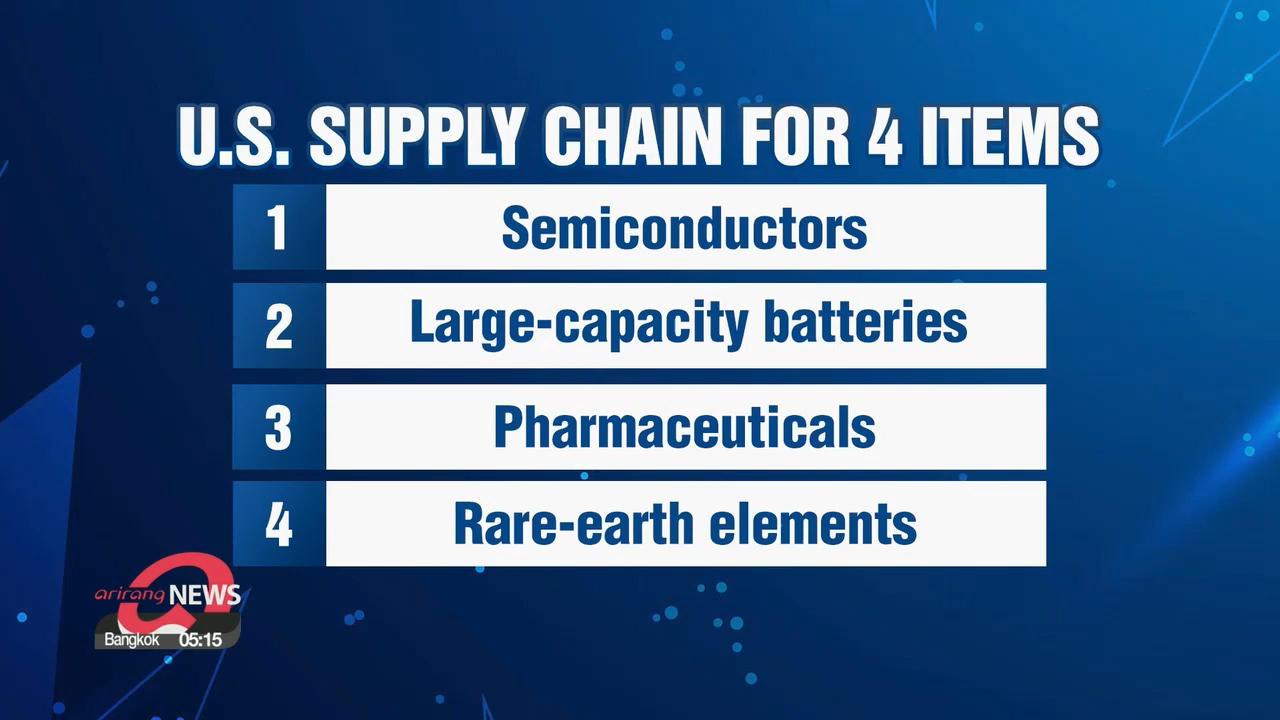 U.S. SUPPLY CHAIN FOR 4 ITEMS
1 Semiconductors
2 Large-capacity batteries
3 Pharmaceuticals
4 Rare-earth elements
arirang NEWS
Bangkok 05:15